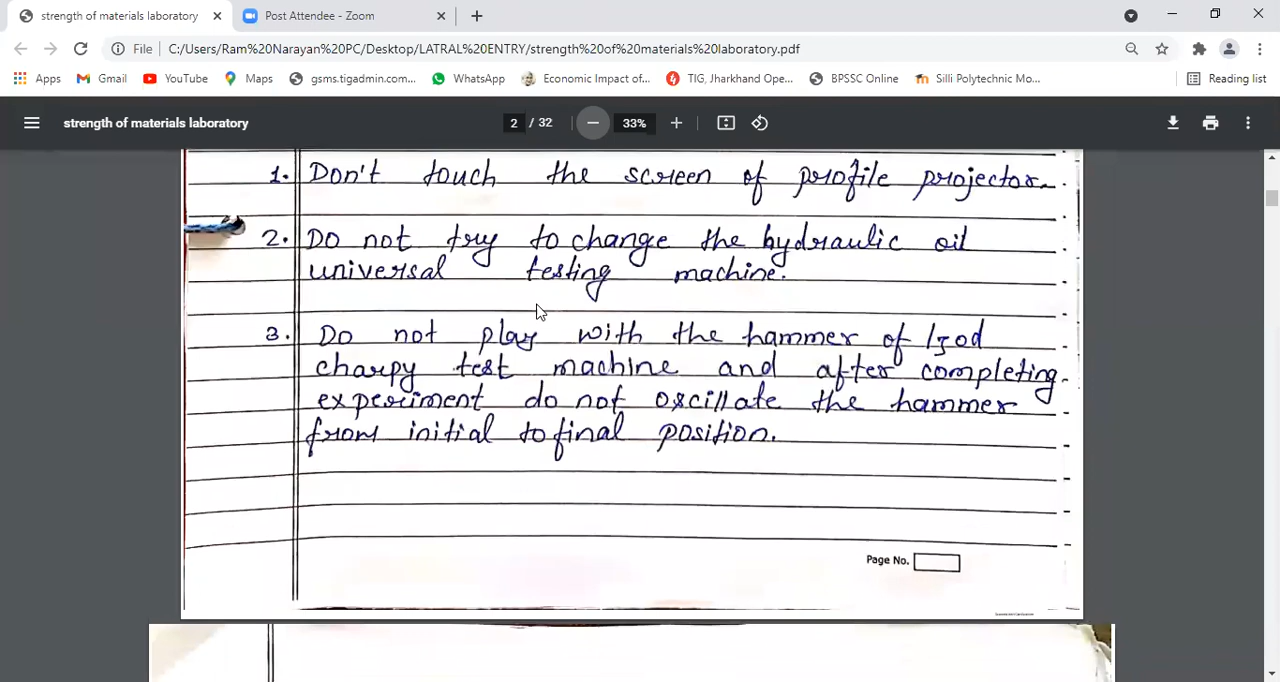 strength of materials laboratory
Post Attendee - Zoom
File
C:/Users/Ram%20Narayan%20PC/Desktop/LATRAL%20ENTRY/strength%20of%20materials%20laboratory.pdf
Apps Gmail YouTube Maps gsms.tigadmin.com... WhatsApp Economic Impact of... TIG, Jharkhand Ope... BPSSC Online Silli Polytechnic Mo... Reading list
strength of materials laboratory 2 / 32 33%
1. Don't touch the screen of profile projector.
2. Do not try to change the hydraulic oil
universal testing machine.
3. Do not play with the hammer of Izod
charpy test machine and after completing
experiment do not oscillate the hammer
from initial to final position.
Page No.